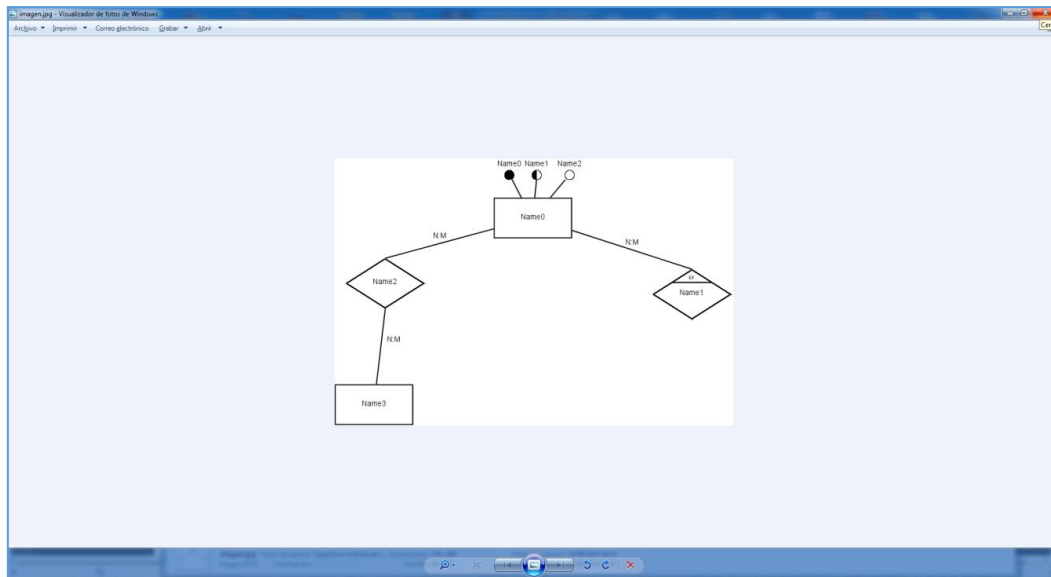 imagen.jpg - Visualizador de fotos de Windows
Archivo Imprimir Correo electrónico Grabar Abrir
Cer
Name0 Name1 Name2
Name0
N:M N:M
Name2
Name1
N:M
Name3